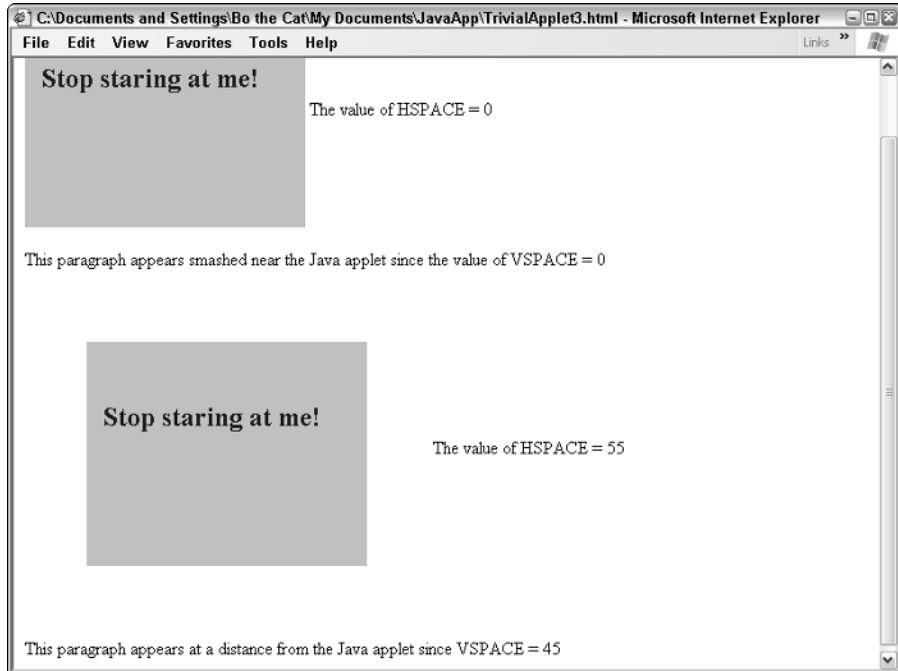 C:\Documents and Settings\Bo the Cat\My Documents\JavaApp\TrivialApplet3.html - Microsoft Internet Explorer
File Edit View Favorites Tools Help Links »
Stop staring at me!
The value of HSPACE = 0
This paragraph appears smashed near the Java applet since the value of VSPACE = 0
Stop staring at me!
The value of HSPACE = 55
This paragraph appears at a distance from the Java applet since VSPACE = 45